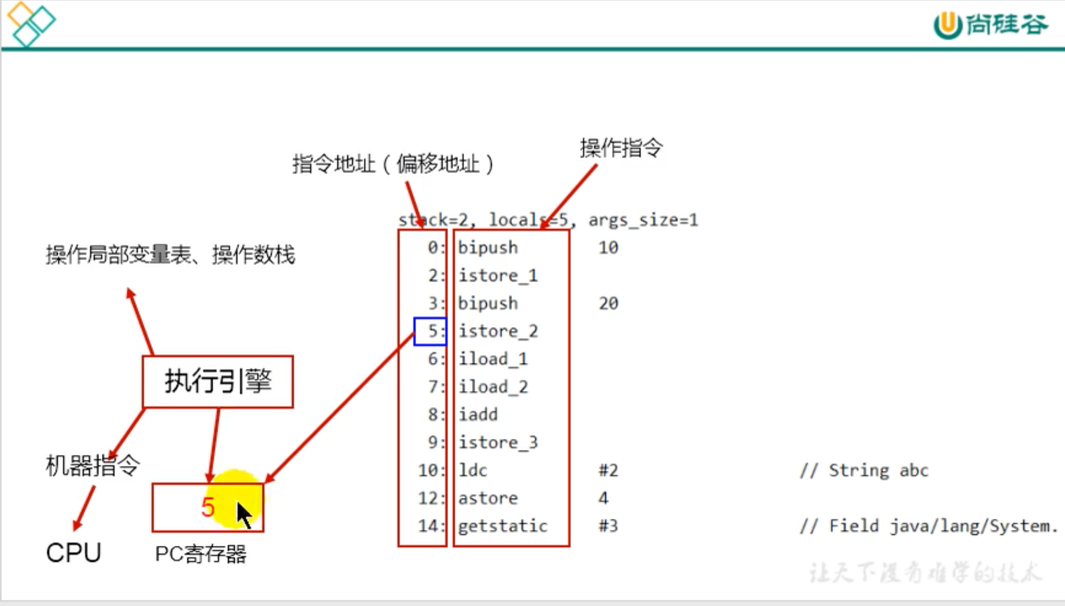 尚硅谷
指令地址（偏移地址）
操作指令
stack=2, locals=5, args_size=1
0: bipush 10
2: istore_1
3: bipush 20
5: istore_2
6: iload_1
7: iload_2
8: iadd
9: istore_3
10: ldc #2 // String abc
12: astore 4
14: getstatic #3 // Field java/lang/System.
操作局部变量表、操作数栈
执行引擎
机器指令
5
CPU
PC寄存器
让天下没有难学的技术